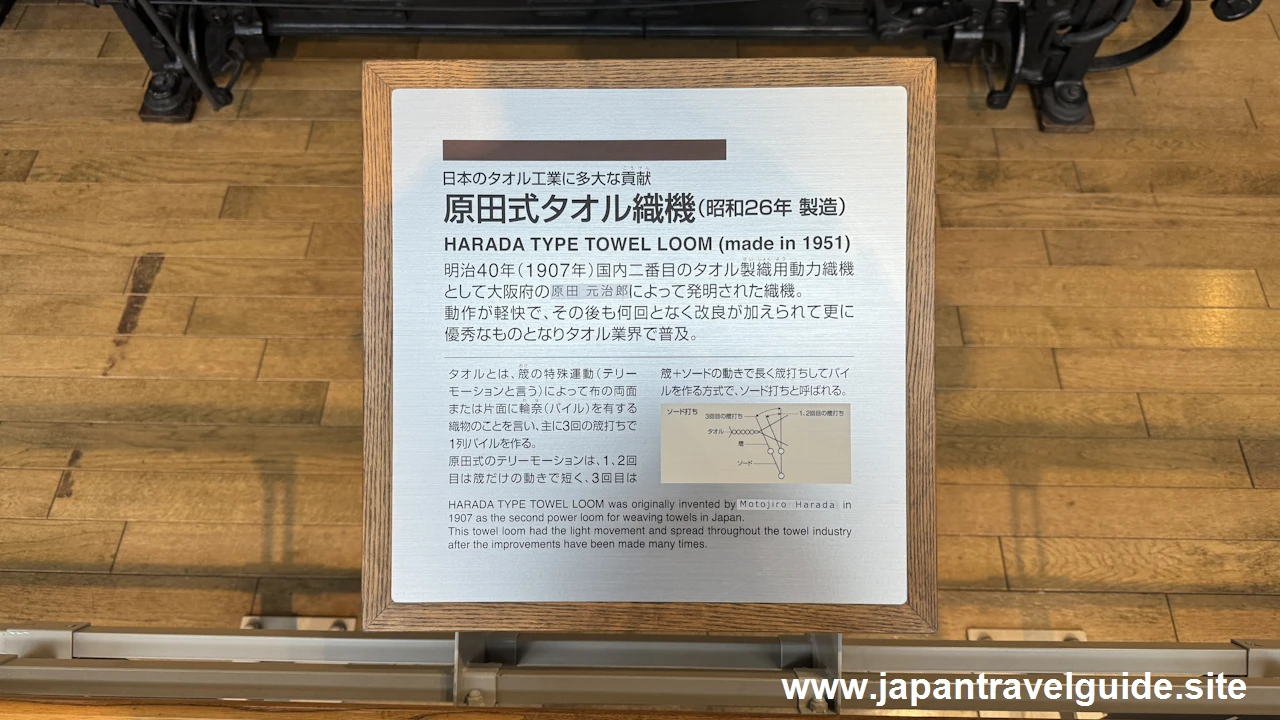 日本のタオル工業に多大な貢献
原田式タオル織機(昭和26年 製造)
HARADA TYPE TOWEL LOOM (made in 1951)
明治40年(1907年)国内二番目のタオル製織用動力織機
として大阪府の原田 元治郎によって発明された織機。
動作が軽快で、その後も何回となく改良が加えられて更に
優秀なものとなりタオル業界で普及。
タオルとは、筬の特殊運動(テリー
モーションと言う)によって布の両面
または片面に輪奈(パイル)を有する
織物のことを言い、主に3回の筬打ちで
1列パイルを作る。
原田式のテリーモーションは、1、2回
目は筬だけの動きで短く、3回目は
筬+ソードの動きで長く筬打ちしてパイ
ルを作る方式で、ソード打ちと呼ばれる。
ソード打ち
3回目の筬打ち
1、2回目の筬打ち
タオル
筬
ソード
HARADA TYPE TOWEL LOOM was originally invented by Motojiro Harada in
1907 as the second power loom for weaving towels in Japan.
This towel loom had the light movement and spread throughout the towel industry
after the improvements have been made many times.
www.japantravelguide.site